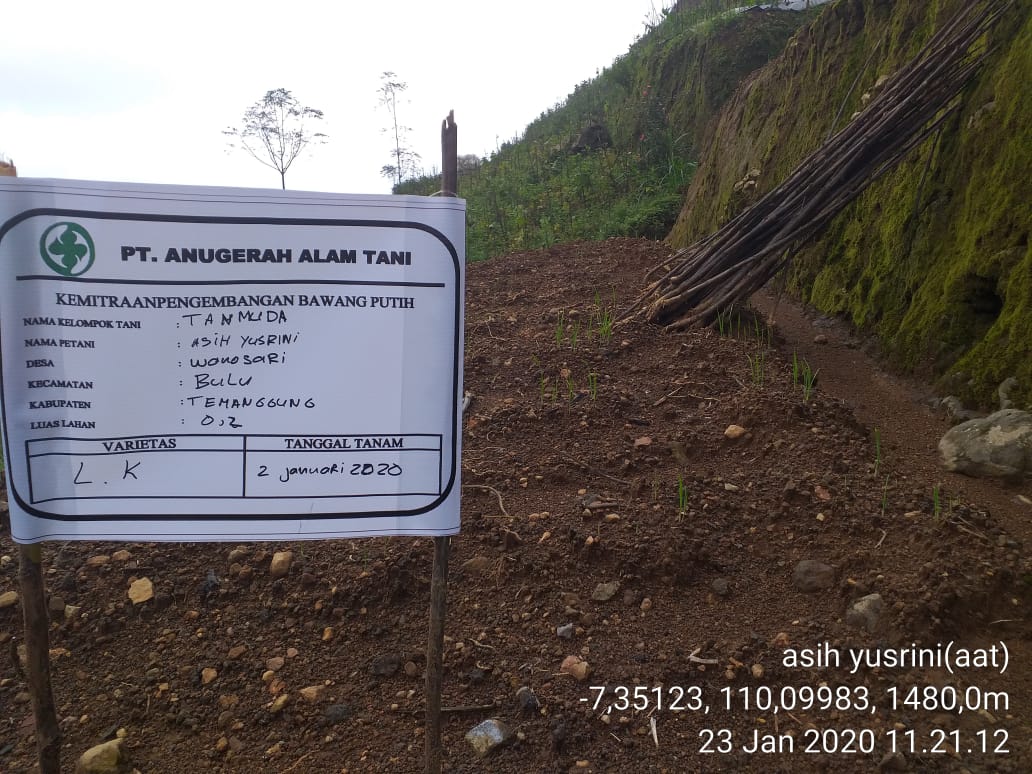 PT. ANUGERAH ALAM TANI
KEMITRAANPENGEMBANGAN BAWANG PUTIH
NAMA KELOMPOK TANI : TANMUDA
NAMA PETANI : ASIH YUSRINI
DESA : WONOSARI
KECAMATAN : BULU
KABUPATEN : TEMANGGUNG
LUAS LAHAN : 0,2
VARIETAS TANGGAL TANAM
L. K 2 januari 2020
asih yusrini(aat)
-7,35123, 110,09983, 1480,0m
23 Jan 2020 11.21.12